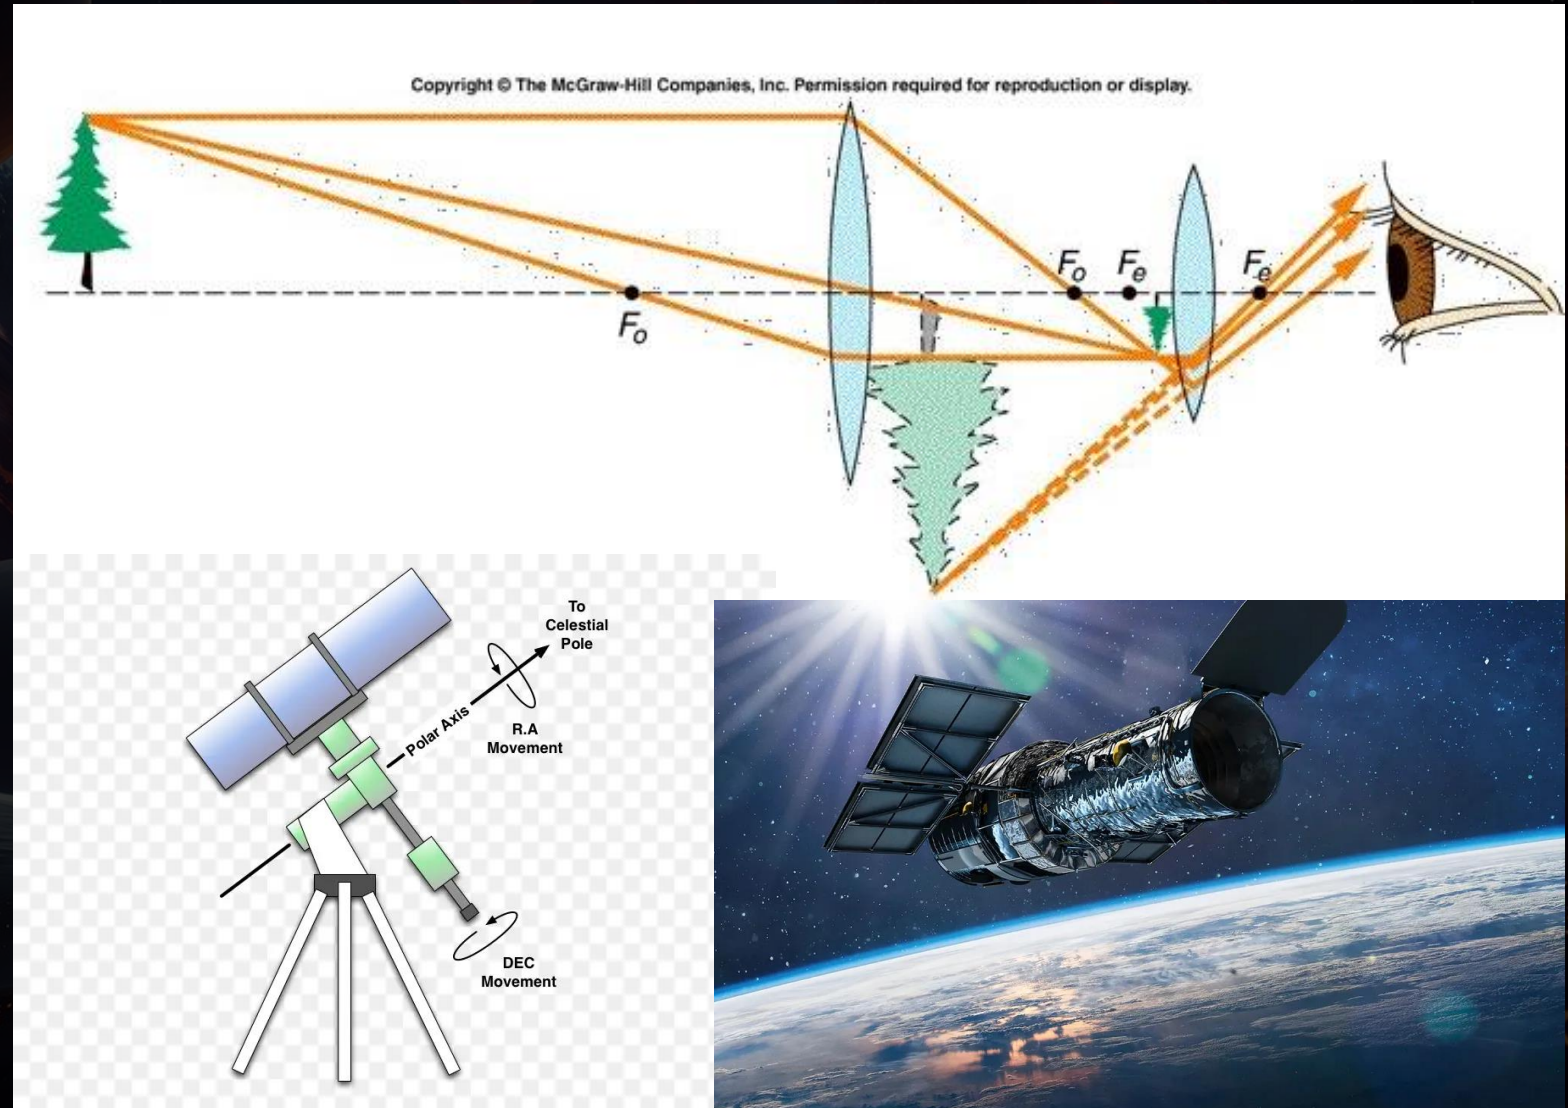 Copyright © The McGraw-Hill Companies, Inc. Permission required for reproduction or display.
Fo
Fe
Fe
Fo
To
Celestial
Pole
Polar Axis
R.A
Movement
DEC
Movement